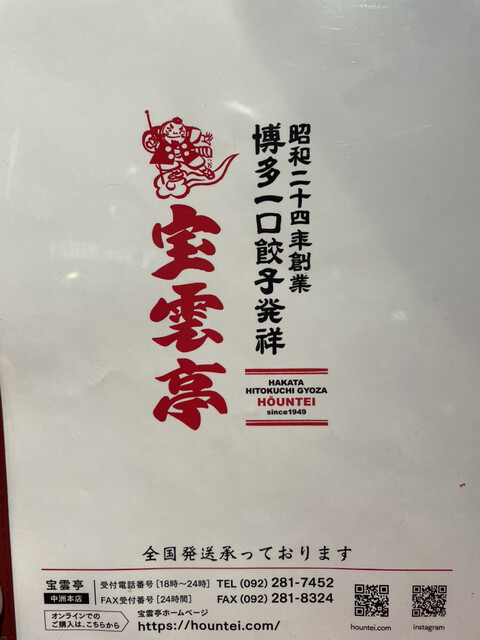 昭和二十四年創業
博多一口餃子発祥
宝雲亭
HAKATA
HITOKUCHI GYOZA
HŌUNTEI
since1949
全国発送承っております
宝雲亭
中洲本店
受付電話番号[18時〜24時] TEL (092) 281-7452
FAX受付番号[24時間] FAX (092) 281-8324
オンラインでの
ご購入は、こちらから
宝雲亭ホームページ
https://hountei.com/
hountei.com
instagram